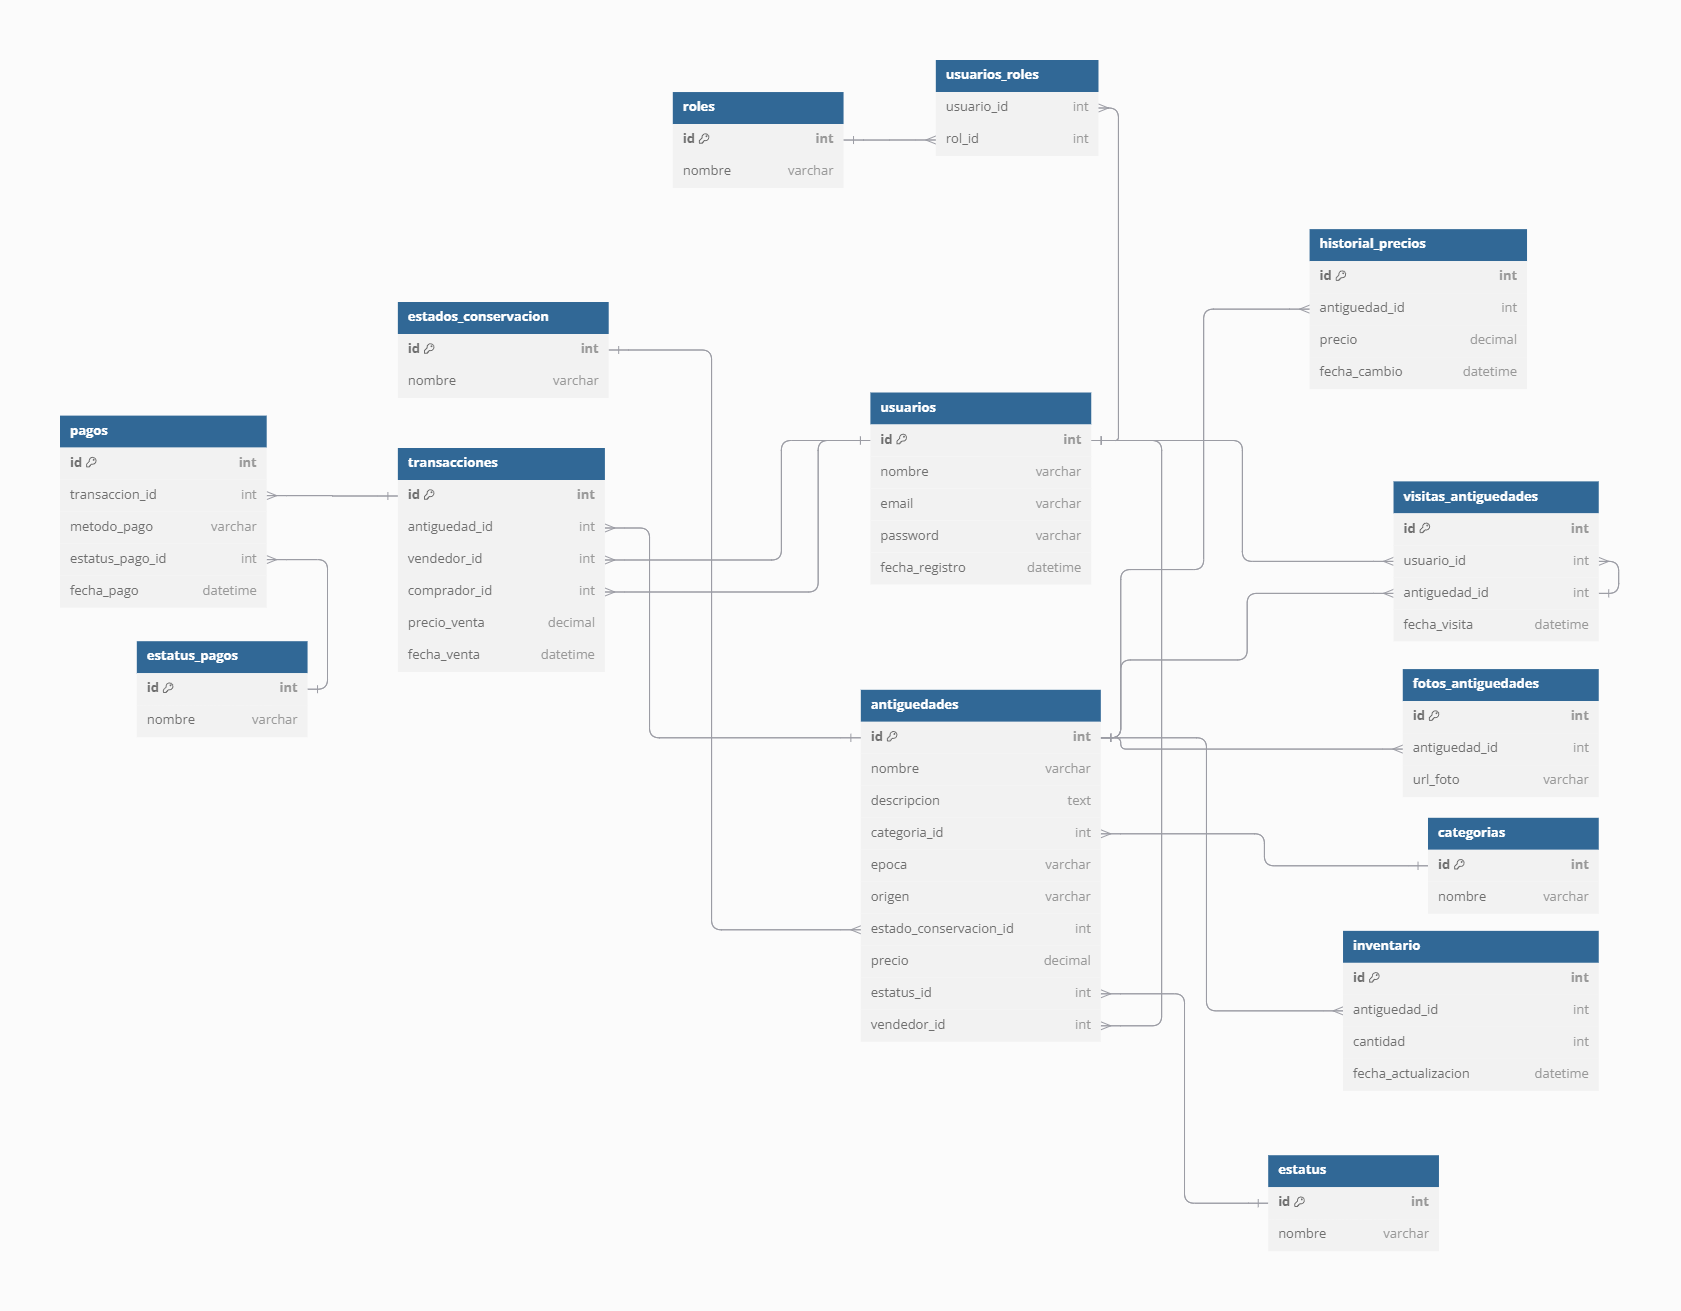 usuarios_roles
usuario_id int
rol_id int
roles
id int
nombre varchar
historial_precios
id int
antiguedad_id int
precio decimal
fecha_cambio datetime
estados_conservacion
id int
nombre varchar
usuarios
id int
nombre varchar
email varchar
password varchar
fecha_registro datetime
pagos
id int
transaccion_id int
metodo_pago varchar
estatus_pago_id int
fecha_pago datetime
transacciones
id int
antiguedad_id int
vendedor_id int
comprador_id int
precio_venta decimal
fecha_venta datetime
visitas_antiguedades
id int
usuario_id int
antiguedad_id int
fecha_visita datetime
estatus_pagos
id int
nombre varchar
fotos_antiguedades
id int
antiguedad_id int
url_foto varchar
antiguedades
id int
nombre varchar
descripcion text
categoria_id int
epoca varchar
origen varchar
estado_conservacion_id int
precio decimal
estatus_id int
vendedor_id int
categorias
id int
nombre varchar
inventario
id int
antiguedad_id int
cantidad int
fecha_actualizacion datetime
estatus
id int
nombre varchar